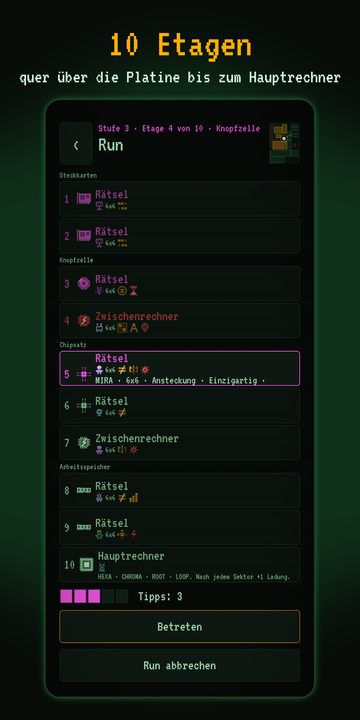 10 Etagen
quer über die Platine bis zum Hauptrechner
Stufe 3 · Etage 4 von 10 · Knopfzelle
Run
Steckkarten
1 Rätsel
6x6
2 Rätsel
6x6
Knopfzelle
3 Rätsel
6x6
4 Zwischenrechner
6x6
Chipsatz
5 Rätsel
6x6
MIRA · 6x6 · Ansteckung · Einzigartig ·
6 Rätsel
6x6
7 Zwischenrechner
6x6
Arbeitsspeicher
8 Rätsel
6x6
9 Rätsel
6x6
10 Hauptrechner
HEXA · CHROMA · ROOT · LOOP. Nach jedem Sektor +1 Ladung.
Tipps: 3
Betreten
Run abbrechen